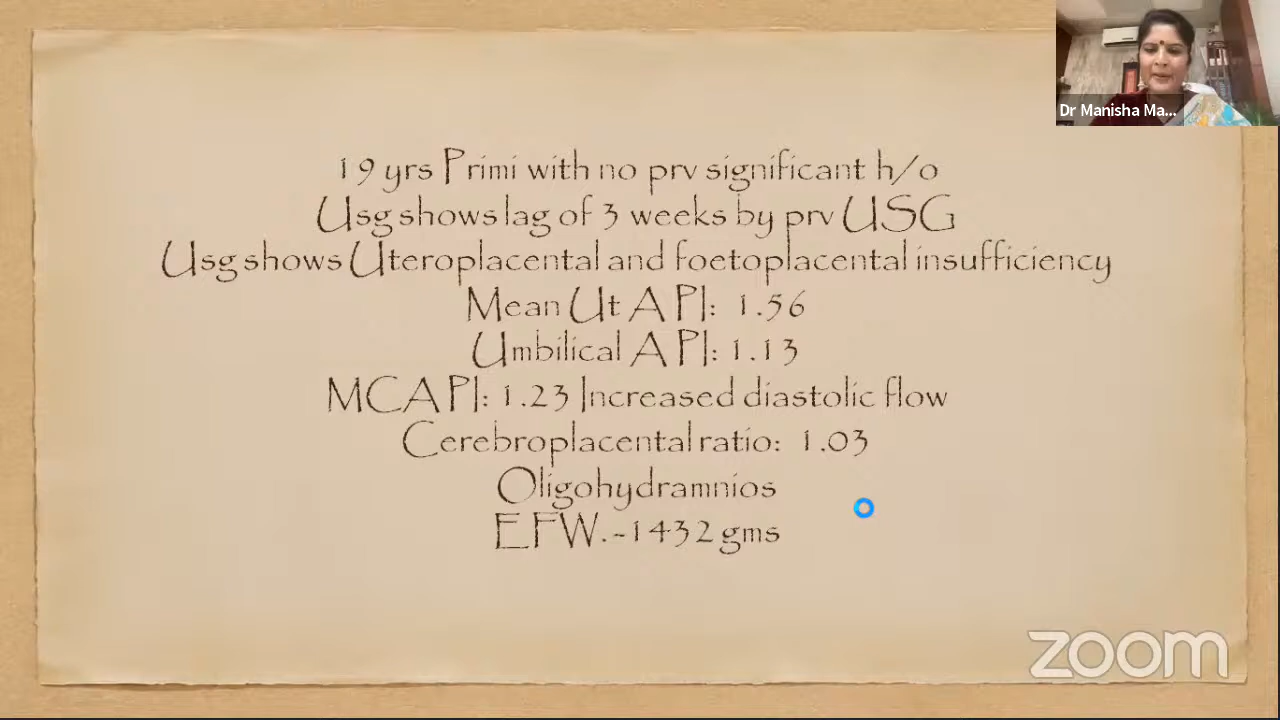 Dr Manisha Ma...
19 yrs Primi with no prv significant h/o
Usg shows lag of 3 weeks by prv USG
Usg shows Uteroplacental and foetoplacental insufficiency
Mean Ut A PI: 1.56
Umbilical A PI: 1.13
MCA PI: 1.23 Increased diastolic flow
Cerebroplacental ratio: 1.03
Oligohydramnios
EFW.-1432 gms
zoom